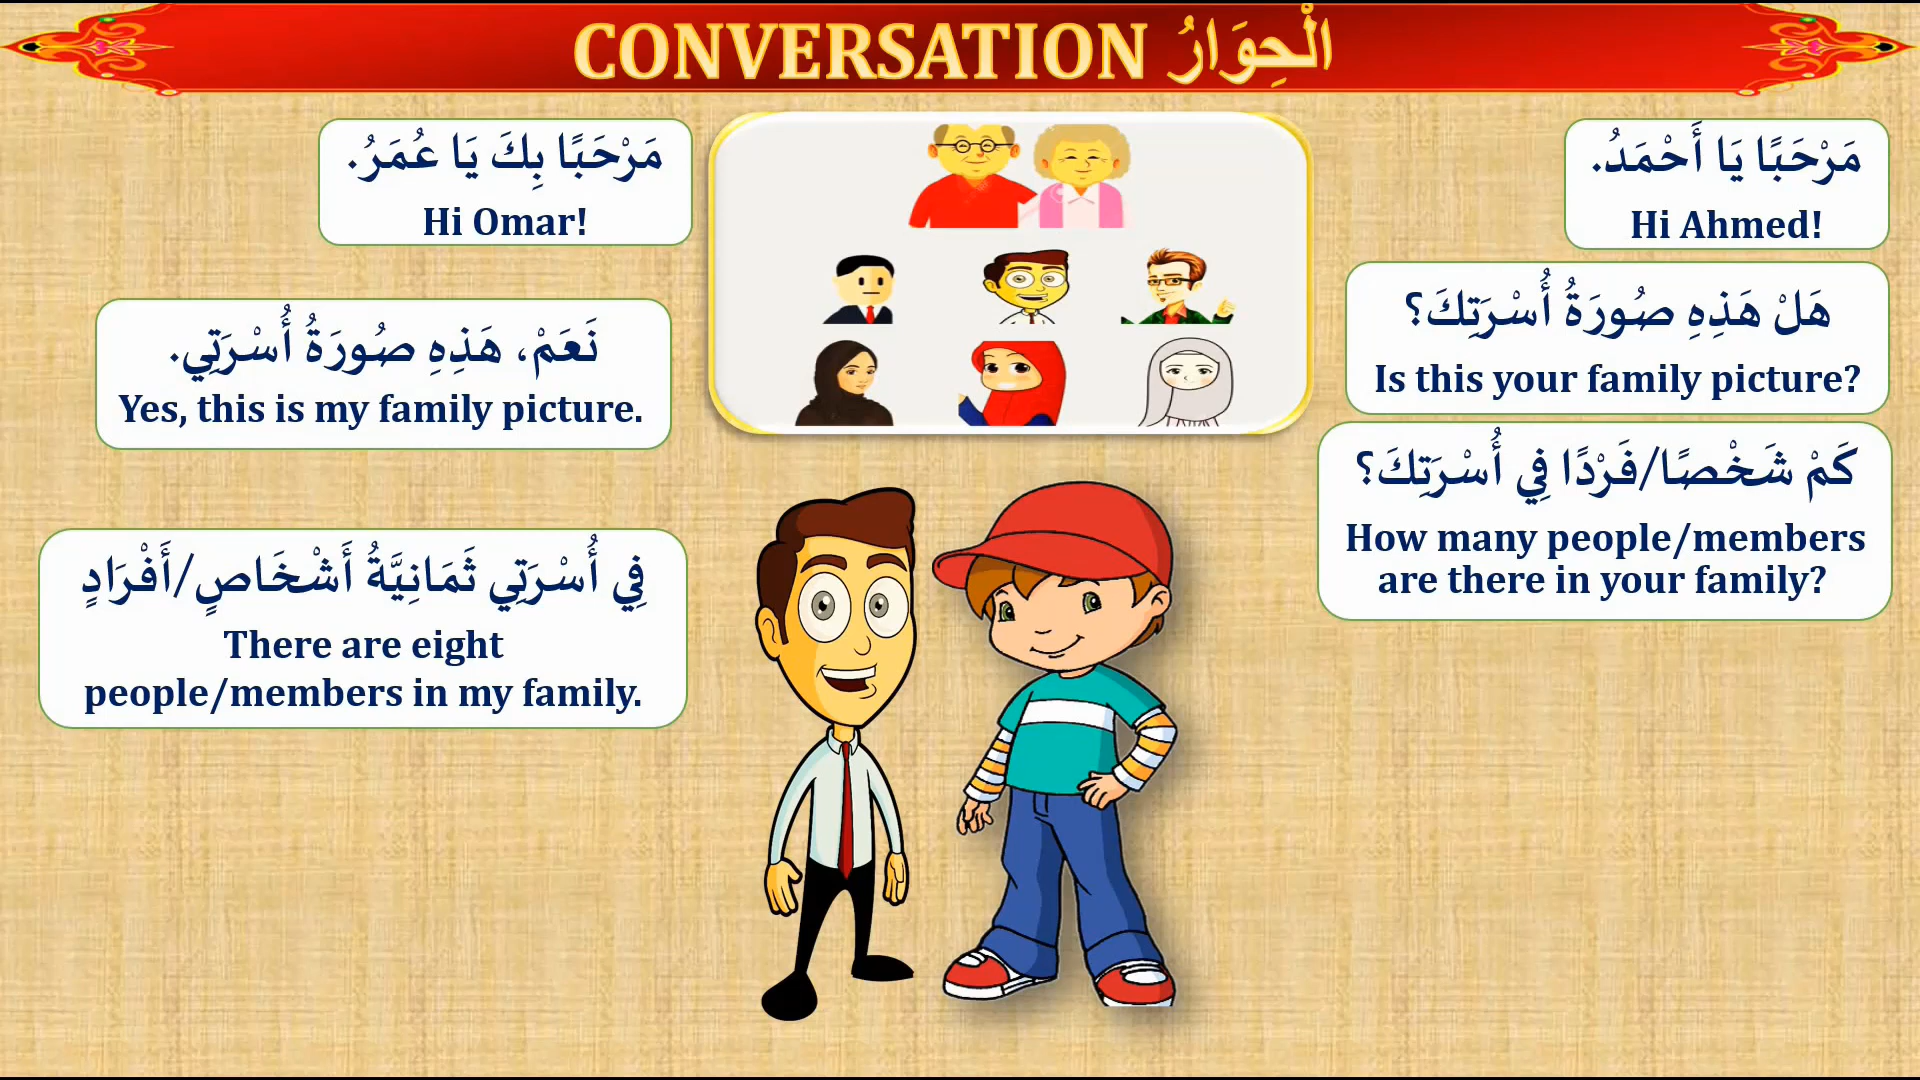 CONVERSATION الْحِوَارُ
مَرْحَبًا يَا أَحْمَدُ.
Hi Ahmed!
مَرْحَبًا بِكَ يَا عُمَرُ.
Hi Omar!
هَلْ هَذِهِ صُورَةُ أُسْرَتِكَ؟
Is this your family picture?
نَعَمْ، هَذِهِ صُورَةُ أُسْرَتِي.
Yes, this is my family picture.
كَمْ شَخْصًا/فَرْدًا فِي أُسْرَتِكَ؟
How many people/members
are there in your family?
فِي أُسْرَتِي ثَمَانِيَّةُ أَشْخَاصٍ/أَفْرَادٍ
There are eight
people/members in my family.